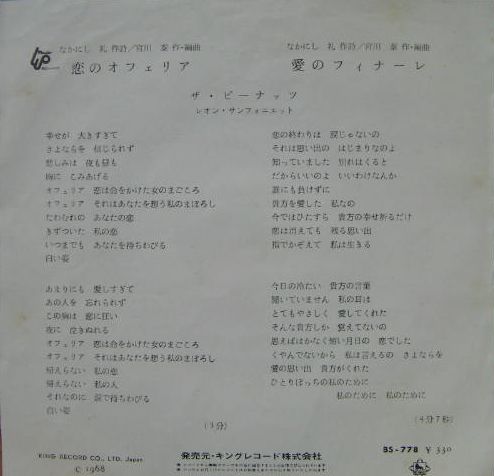 なかにし 礼 作詩／宮川 泰 作・編曲
恋のオフェリア
なかにし 礼 作詩／宮川 泰 作・編曲
愛のフィナーレ
ザ・ピーナッツ
レオン・サンフォニエット
幸せが 大きすぎて
さよならを 信じられず
悲しみは 夜も昼も
胸に こみあげる
オフェリア 恋は命をかけた女のまごころ
オフェリア それはあなたを想う私のまぼろし
たわむれの あなたの恋
きずついた 私の恋
いつまでも あなたを待ちわびる
白い姿
あまりにも 愛しすぎて
あの人を 忘れられず
この胸は 恋に狂い
夜に 泣きぬれる
オフェリア 恋は命をかけた女のまごころ
オフェリア それはあなたを想う私のまぼろし
帰えらない 私の恋
帰えらない 私の人
それなのに 涙で待ちわびる
白い姿
恋の終わりは 涙じゃないの
それは思い出の はじまりなのよ
知っていました 別れはくると
だからいいのよ いいわけなんか
誰にも負けずに
貴方を愛した 私なの
今ではひたすら 貴方の幸せ祈るだけ
恋は消えても 残る思い出
指でかぞえて 私は生きる
今日の冷たい 貴方の言葉
聞いていません 私の耳は
とてもやさしく 愛してくれた
そんな貴方しか 覚えてないの
思えばはかなく短い月日の 恋でした
くやんでないから 私は言えるの さよならを
愛の思い出 貴方がくれた
ひとりぼっちの私のために
私のために 私のために
(4分7秒)
KING RECORD CO., LTD. Japan
© 1968
発売元・キングレコード株式会社
BS-778 ¥330